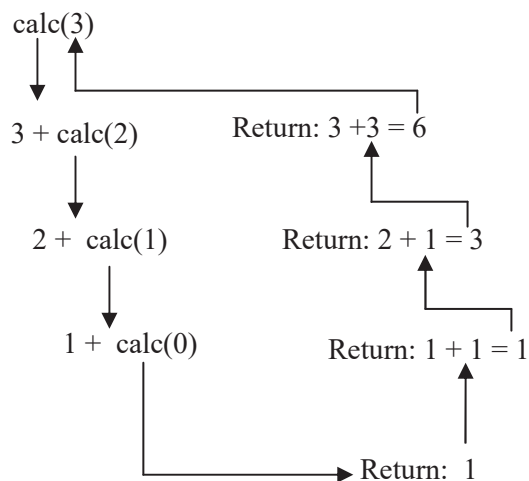 calc(3)
3 + calc(2)
Return: 3 +3 = 6
2 + calc(1)
Return: 2 + 1 = 3
1 + calc(0)
Return: 1 + 1 = 1
Return: 1